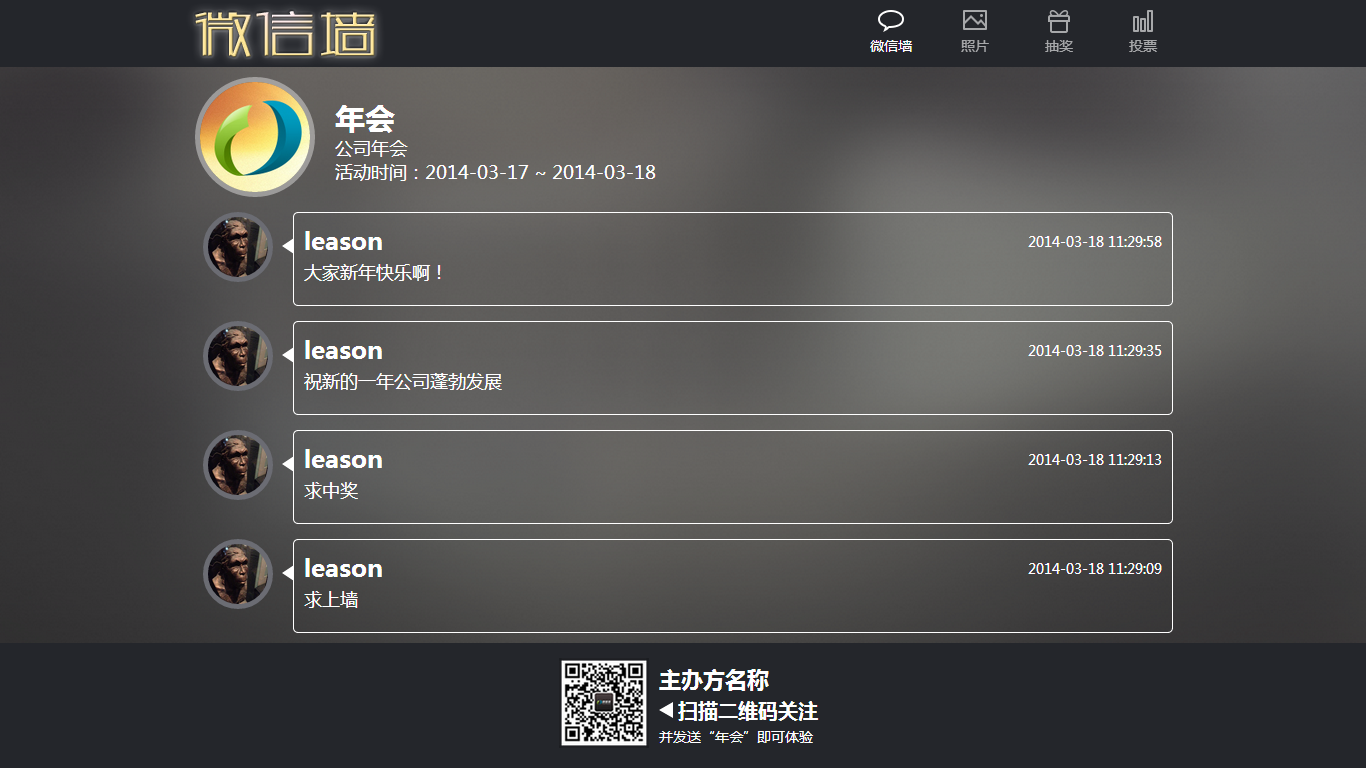 微信墙
微信墙 照片 抽奖 投票
年会
公司年会
活动时间：2014-03-17 ~ 2014-03-18
leason 2014-03-18 11:29:58
大家新年快乐啊！
leason 2014-03-18 11:29:35
祝新的一年公司蓬勃发展
leason 2014-03-18 11:29:13
求中奖
leason 2014-03-18 11:29:09
求上墙
主办方名称
扫描二维码关注
并发送“年会”即可体验